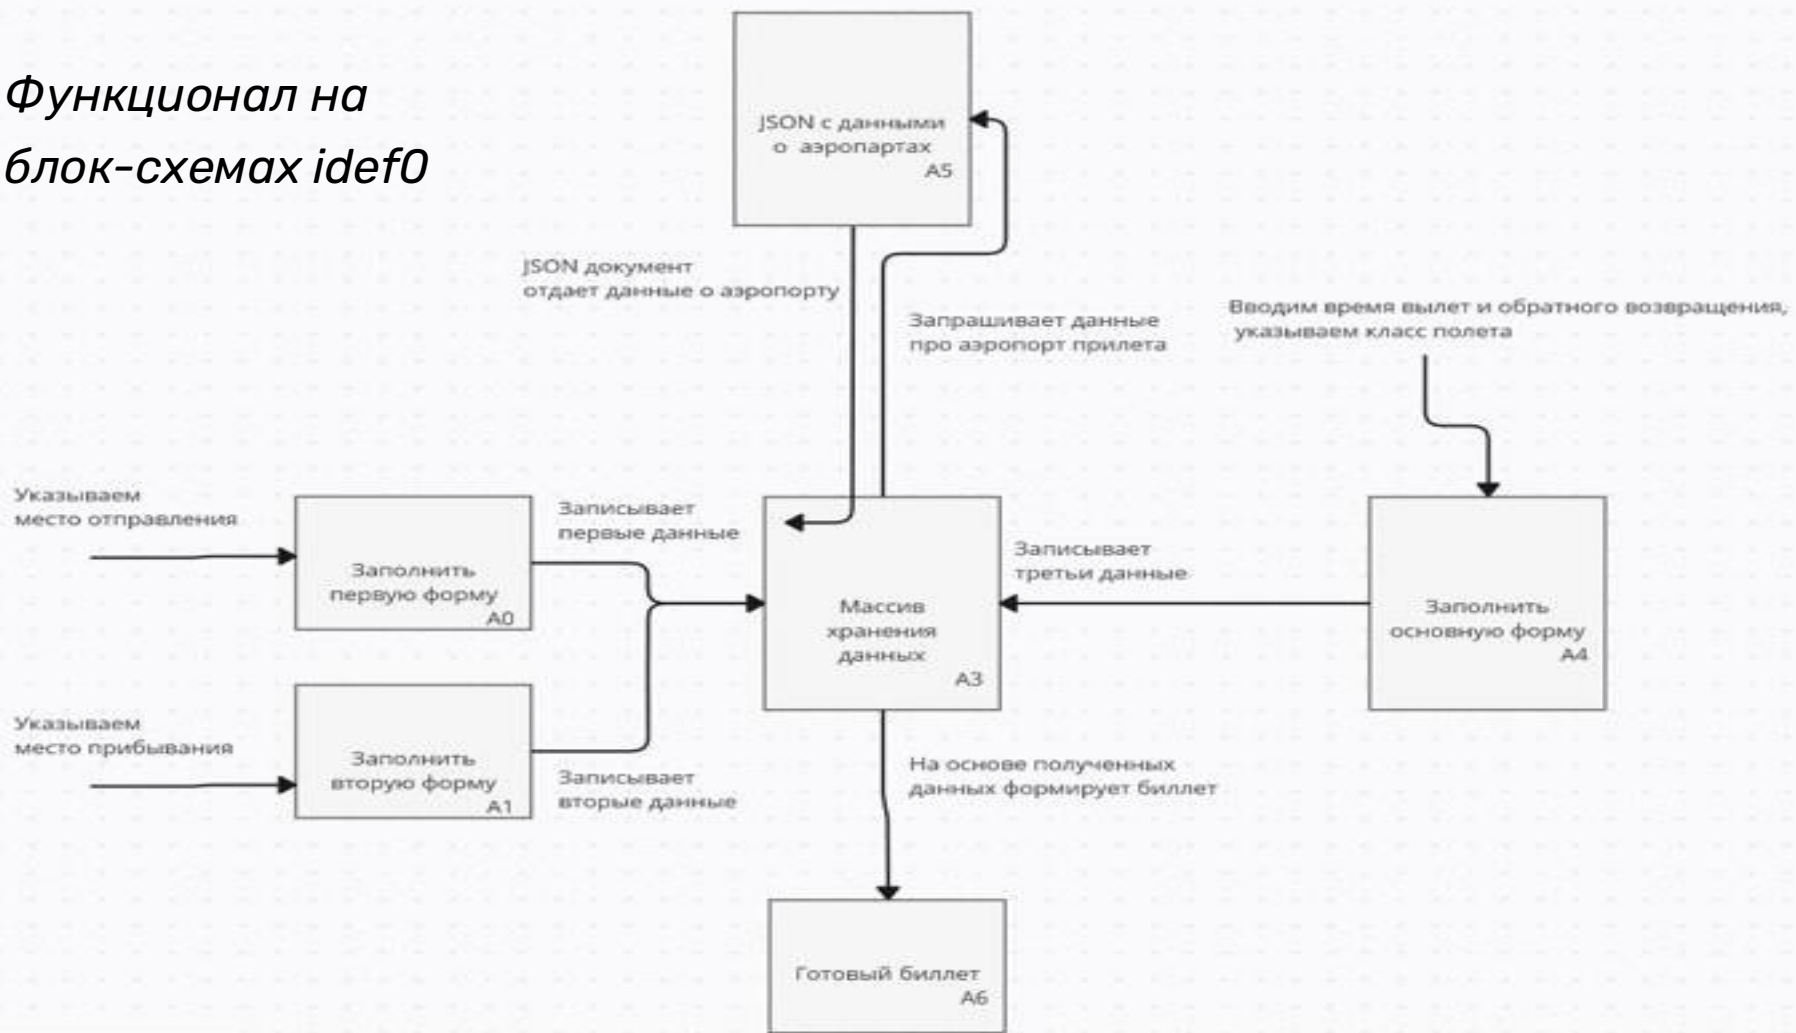 Функционал на
блок-схемах idef0
JSON с данными
о аэропартах
A5
JSON документ
отдает данные о аэропорту
Запрашивает данные
про аэропорт прилета
Вводим время вылет и обратного возвращения,
указываем класс полета
Указываем
место отправления
Заполнить
первую форму
A0
Записывает
первые данные
Массив
хранения
данных
A3
Записывает
третьи данные
Заполнить
основную форму
A4
Указываем
место прибывания
Заполнить
вторую форму
A1
Записывает
вторые данные
На основе полученных
данных формирует биллет
Готовый биллет
A6